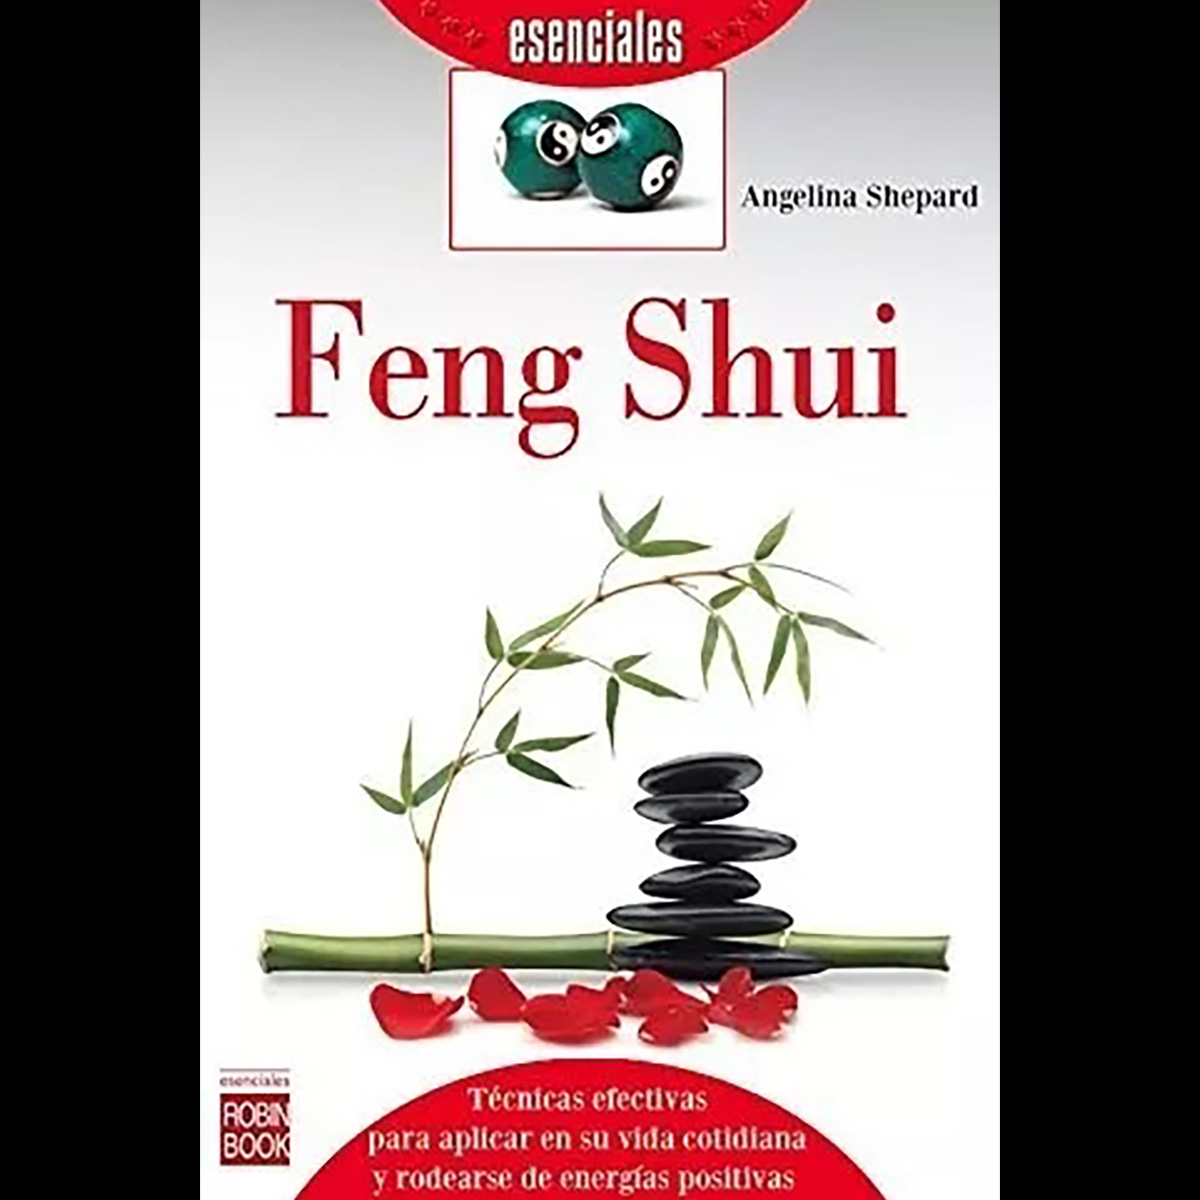 esenciales
Angelina Shepard
Feng Shui
esenciales
ROBIN
BOOK
Técnicas efectivas
para aplicar en su vida cotidiana
y rodearse de energías positivas